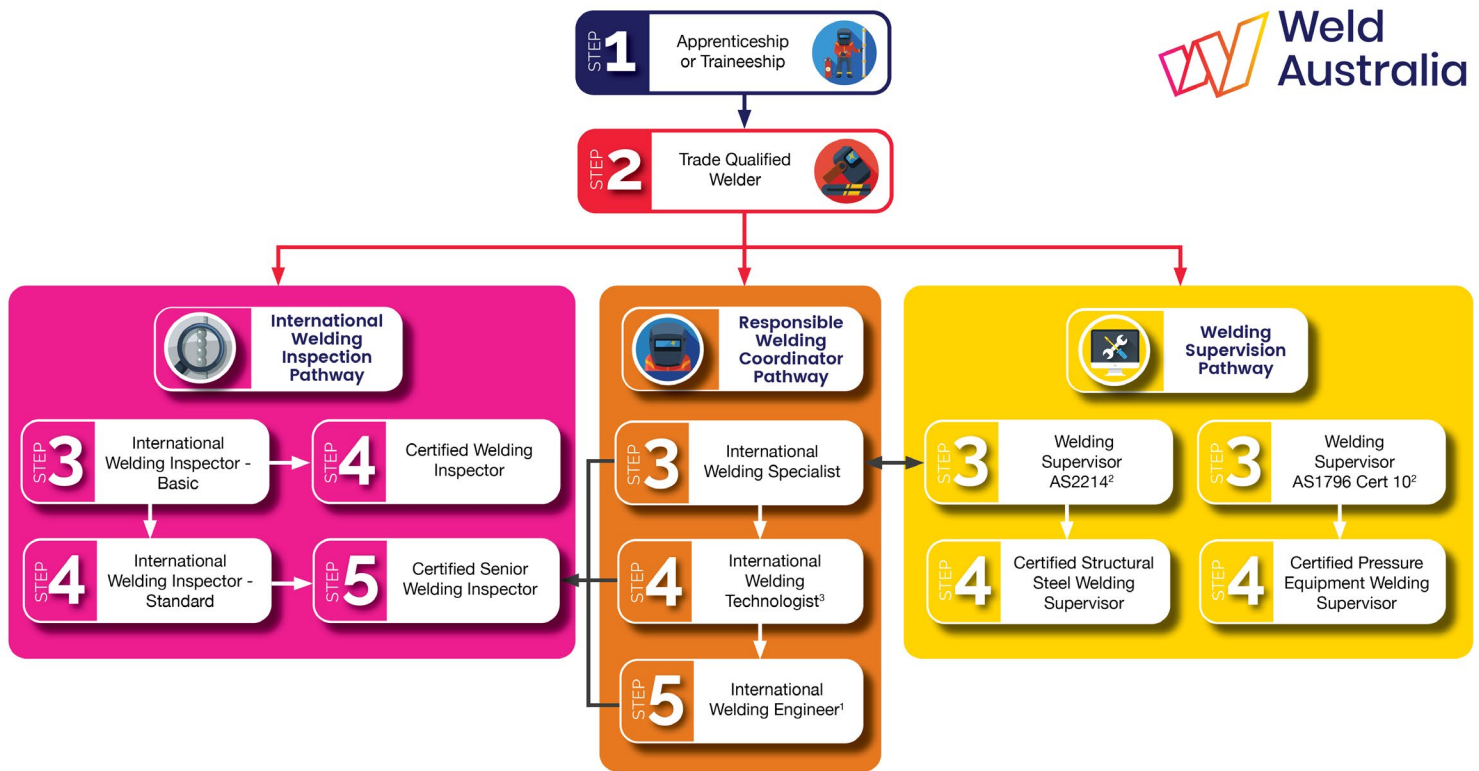 STEP 1
Apprenticeship
or Traineeship
Weld
Australia
STEP 2
Trade Qualified
Welder
International
Welding
Inspection
Pathway
STEP 3
International
Welding Inspector -
Basic
STEP 4
Certified Welding
Inspector
STEP 4
International
Welding Inspector -
Standard
STEP 5
Certified Senior
Welding Inspector
Responsible
Welding
Coordinator
Pathway
STEP 3
International
Welding Specialist
STEP 4
International
Welding
Technologist³
STEP 5
International
Welding Engineer¹
Welding
Supervision
Pathway
STEP 3
Welding
Supervisor
AS2214²
STEP 3
Welding
Supervisor
AS1796 Cert 10²
STEP 4
Certified Structural
Steel Welding
Supervisor
STEP 4
Certified Pressure
Equipment Welding
Supervisor